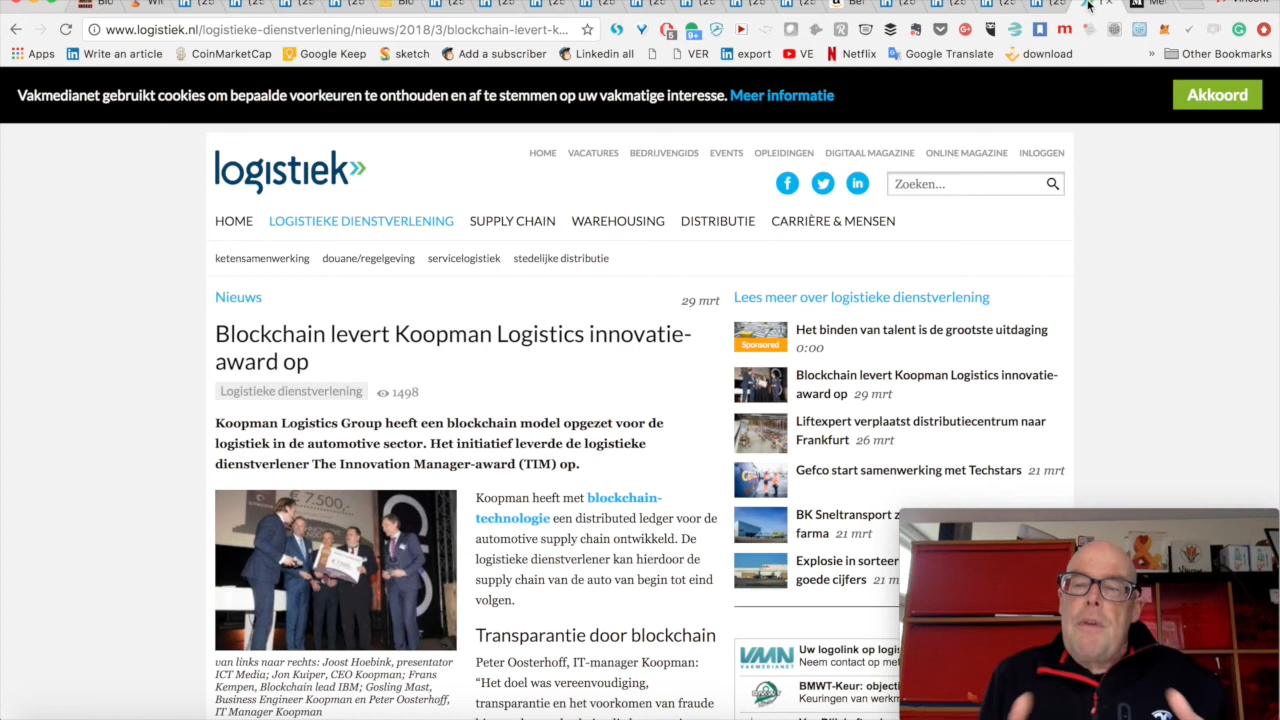 www.logistiek.nl/logistieke-dienstverlening/nieuws/2018/3/blockchain-levert-k...
Apps Write an article CoinMarketCap Google Keep sketch Add a subscriber Linkedin all VER export VE Netflix Google Translate download » Other Bookmarks
Vakmedianet gebruikt cookies om bepaalde voorkeuren te onthouden en af te stemmen op uw vakmatige interesse. Meer informatie
Akkoord
logistiek
HOME VACATURES BEDRIJVENGIDS EVENTS OPLEIDINGEN DIGITAAL MAGAZINE ONLINE MAGAZINE INLOGGEN
Zoeken...
HOME LOGISTIEKE DIENSTVERLENING SUPPLY CHAIN WAREHOUSING DISTRIBUTIE CARRIÈRE & MENSEN
ketensamenwerking douane/regelgeving servicelogistiek stedelijke distributie
Nieuws
29 mrt
Blockchain levert Koopman Logistics innovatie-
award op
Logistieke dienstverlening 1498
Koopman Logistics Group heeft een blockchain model opgezet voor de
logistiek in de automotive sector. Het initiatief leverde de logistieke
dienstverlener The Innovation Manager-award (TIM) op.
€ 7.500,-
van links naar rechts: Joost Hoebink, presentator
ICT Media; Jon Kuiper, CEO Koopman; Frans
Kempen, Blockchain lead IBM; Gosling Mast,
Business Engineer Koopman en Peter Oosterhoff,
IT Manager Koopman
Koopman heeft met blockchain-
technologie een distributed ledger voor de
automotive supply chain ontwikkeld. De
logistieke dienstverlener kan hierdoor de
supply chain van de auto van begin tot eind
volgen.
Transparantie door blockchain
Peter Oosterhoff, IT-manager Koopman:
“Het doel was vereenvoudiging,
transparantie en het voorkomen van fraude
Lees meer over logistieke dienstverlening
Sponsored
Het binden van talent is de grootste uitdaging
0:00
Blockchain levert Koopman Logistics innovatie-
award op 29 mrt
Liftexpert verplaatst distributiecentrum naar
Frankfurt 26 mrt
Gefco start samenwerking met Techstars 21 mrt
BK Sneltransport z
farma 21 mrt
Explosie in sorteer
goede cijfers 21 m
VMN
VAKMEDIANET
Uw logolink op logis
Neem contact op me
BMWT
BMWT-Keur: objecti
Keuringen van werkm